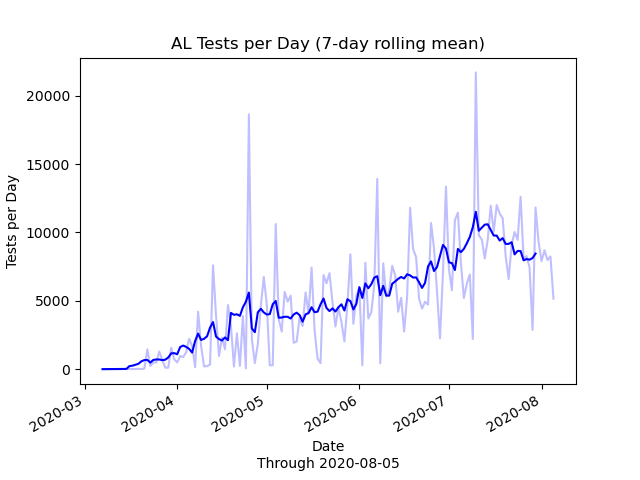 AL Tests per Day (7-day rolling mean)
20000
15000
10000
5000
0
Tests per Day
2020-03
2020-04
2020-05
2020-06
2020-07
2020-08
Date
Through 2020-08-05